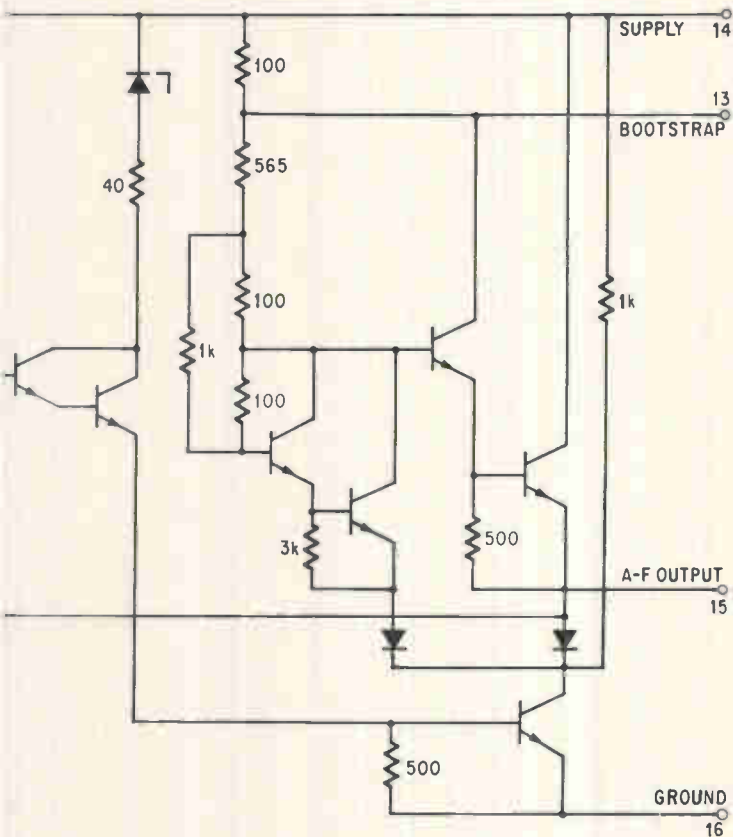 SUPPLY 14
100
13
BOOTSTRAP
565
40
100
1k
1k
100
3k
500
A-F OUTPUT
15
500
GROUND
16